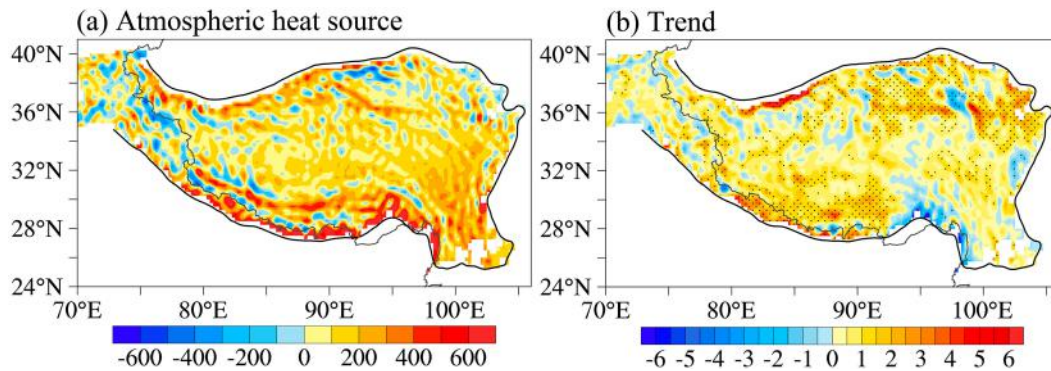 (a) Atmospheric heat source
(b) Trend
40°N
36°N
32°N
28°N
24°N
70°E 80°E 90°E 100°E
-600 -400 -200 0 200 400 600
40°N
36°N
32°N
28°N
24°N
70°E 80°E 90°E 100°E
-6 -5 -4 -3 -2 -1 0 1 2 3 4 5 6